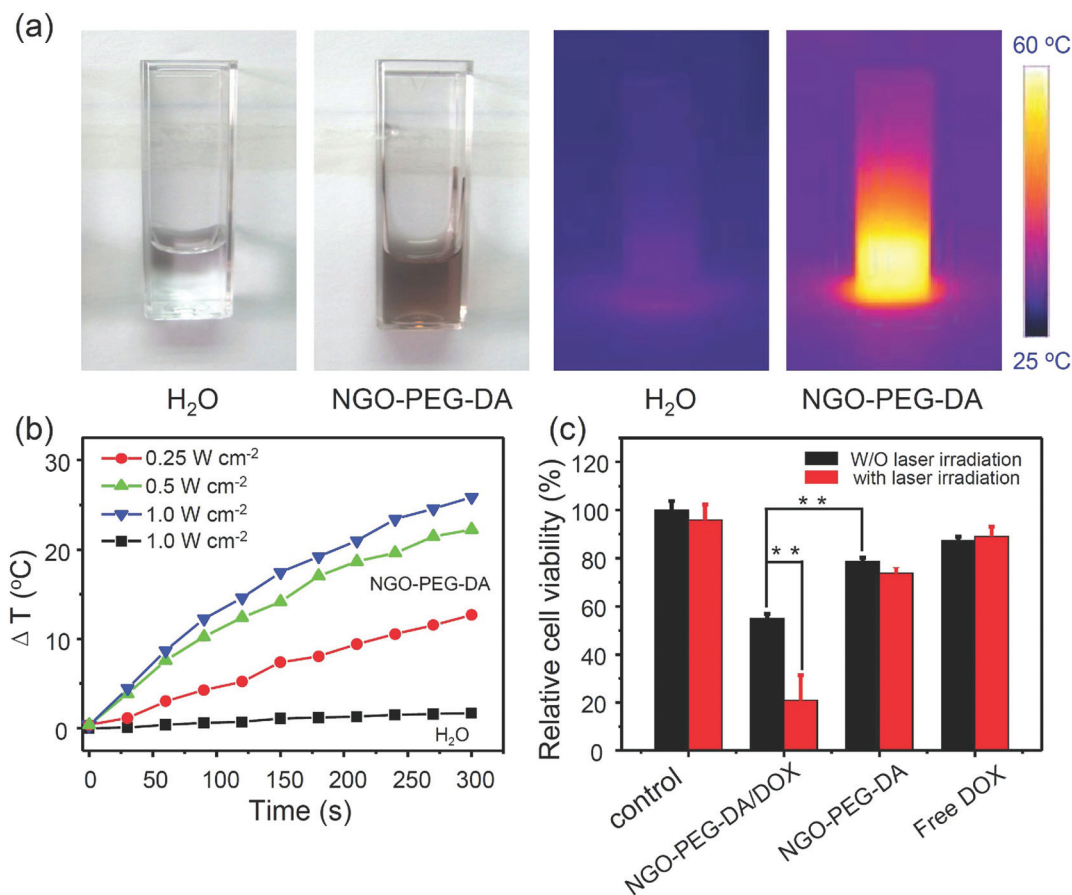 (a)
60 ºC
25 ºC
H₂O
NGO-PEG-DA
H₂O
NGO-PEG-DA
(b)
30
20
10
0
Δ T (ºC)
0.25 W cm⁻²
0.5 W cm⁻²
1.0 W cm⁻²
1.0 W cm⁻²
NGO-PEG-DA
H₂O
0 50 100 150 200 250 300
Time (s)
(c)
120
100
80
60
40
20
0
Relative cell viability (%)
W/O laser irradiation
with laser irradiation
* *
* *
control
NGO-PEG-DA/DOX
NGO-PEG-DA
Free DOX